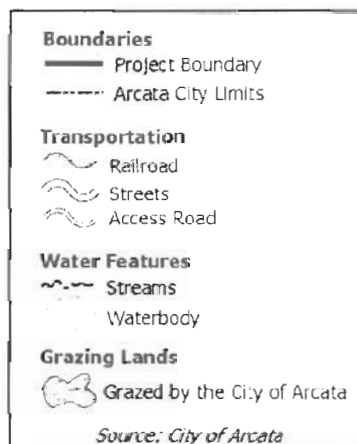 Boundaries
Project Boundary
Arcata City Limits
Transportation
Railroad
Streets
Access Road
Water Features
Streams
Waterbody
Grazing Lands
Grazed by the City of Arcata
Source: City of Arcata